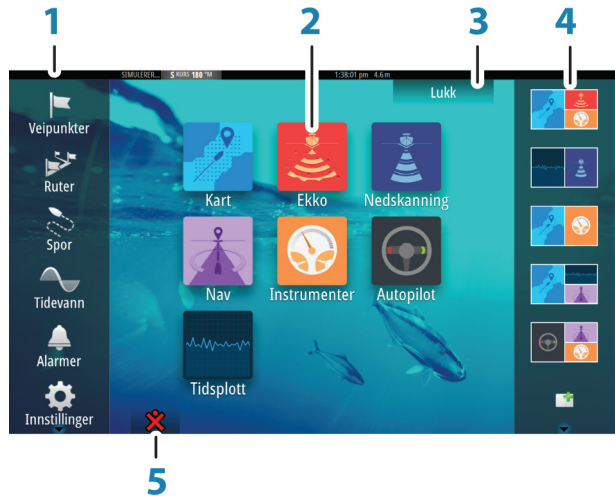 1 2 3 4
SIMULERER... S KURS 180 °M 1:38:01 pm 4.6 m
Lukk
Veipunkter
Ruter
Spor
Tidevann
Alarmer
Innstillinger
Kart Ekko Nedskanning
Nav Instrumenter Autopilot
Tidsplott
5